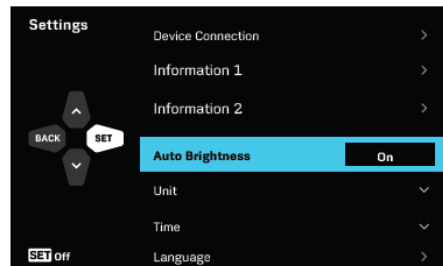 Settings
Device Connection
Information 1
Information 2
BACK
SET
Auto Brightness On
Unit
Time
SET Off
Language